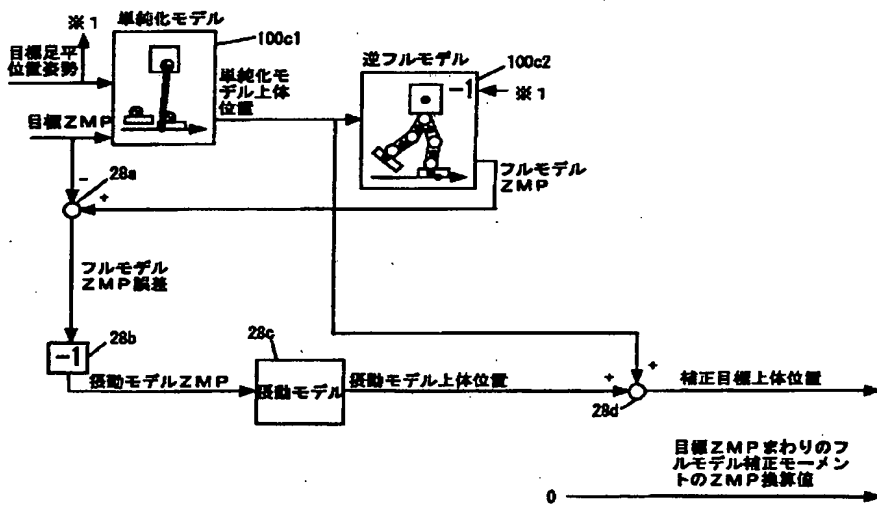 ※1
単純化モデル
100c1
目標足平
位置姿勢
単純化モ
デル上体
位置
逆フルモデル
100c2
-1
※1
目標ZMP
フルモデル
ZMP
-
28a
+
フルモデル
ZMP誤差
28b
-1
摂動モデルZMP
28c
摂動モデル
摂動モデル上体位置
+
+
28d
補正目標上体位置
目標ZMPまわりのフ
ルモデル補正モーメン
トのZMP換算値
0